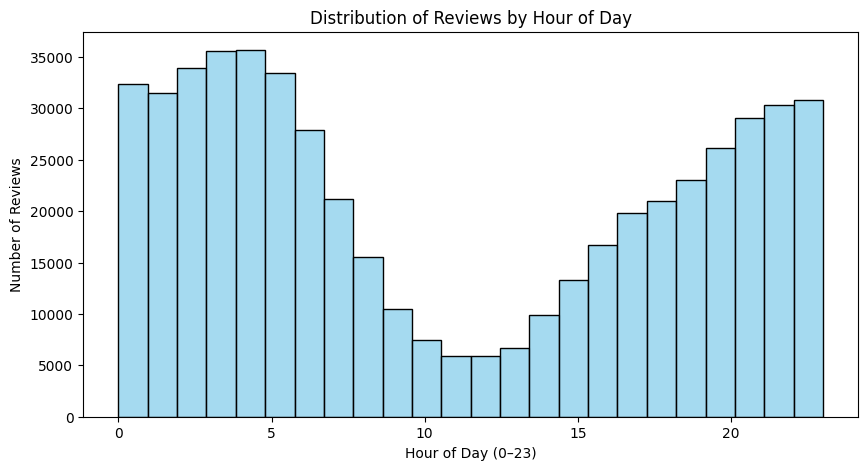 Distribution of Reviews by Hour of Day
Number of Reviews
35000
30000
25000
20000
15000
10000
5000
0
0 5 10 15 20
Hour of Day (0–23)